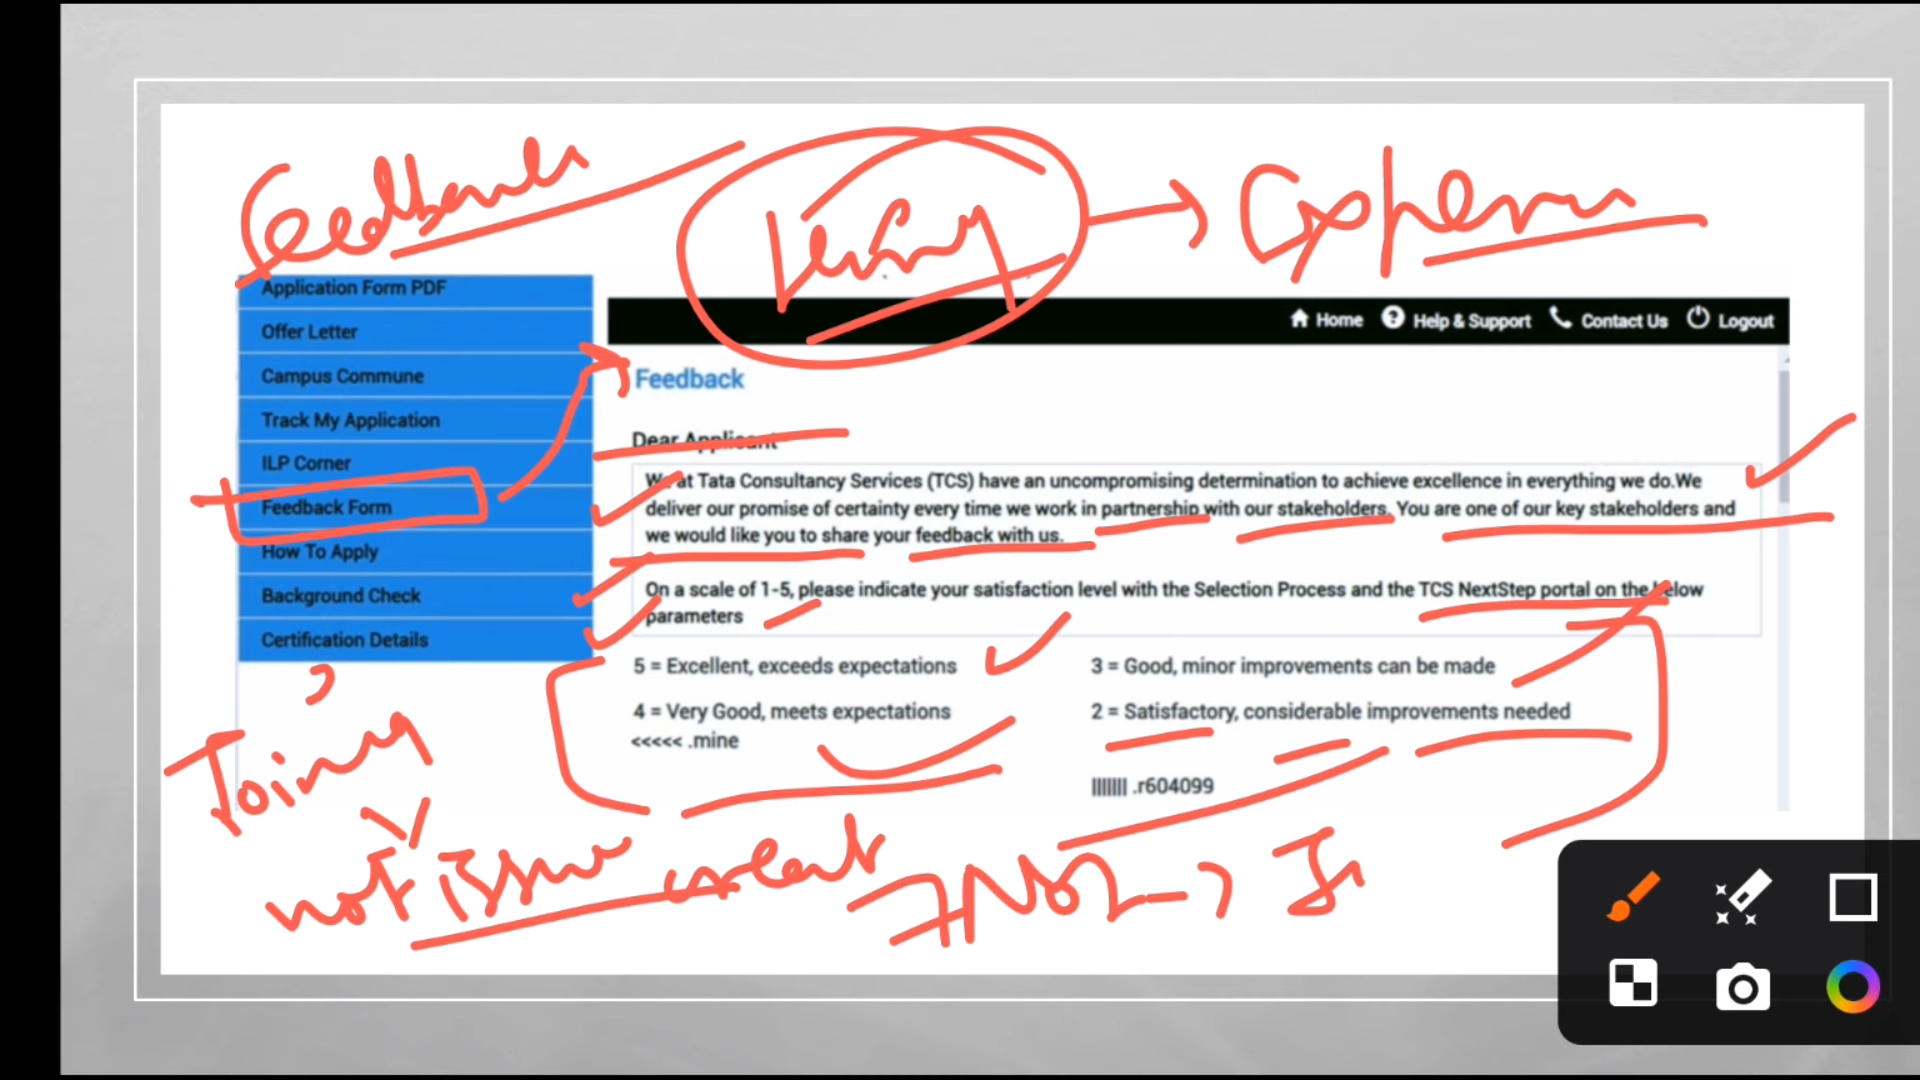 Feedback
Verify
Application Form PDF
Offer Letter
Campus Commune
Track My Application
ILP Corner
Feedback Form
How To Apply
Background Check
Certification Details
Home Help & Support Contact Us Logout
Feedback
Dear Applicant
We at Tata Consultancy Services (TCS) have an uncompromising determination to achieve excellence in everything we do.We
deliver our promise of certainty every time we work in partnership with our stakeholders. You are one of our key stakeholders and
we would like you to share your feedback with us.
On a scale of 1-5, please indicate your satisfaction level with the Selection Process and the TCS NextStep portal on the below
parameters
5 = Excellent, exceeds expectations 3 = Good, minor improvements can be made
4 = Very Good, meets expectations 2 = Satisfactory, considerable improvements needed
<<<<< .mine
||||||| .r604099
Joining
not issue creat